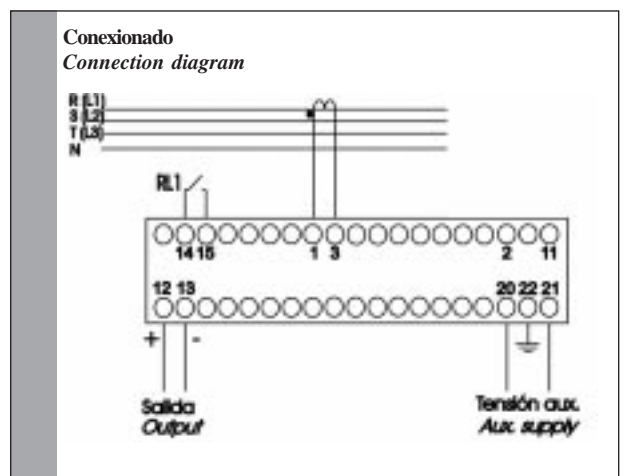 Conexionado
Connection diagram
R (L1)
S (L2)
T (L3)
N
RL1
14 15 1 3 2 11
12 13 20 22 21
+ -
Salida Tensión aux.
Output Aux. supply